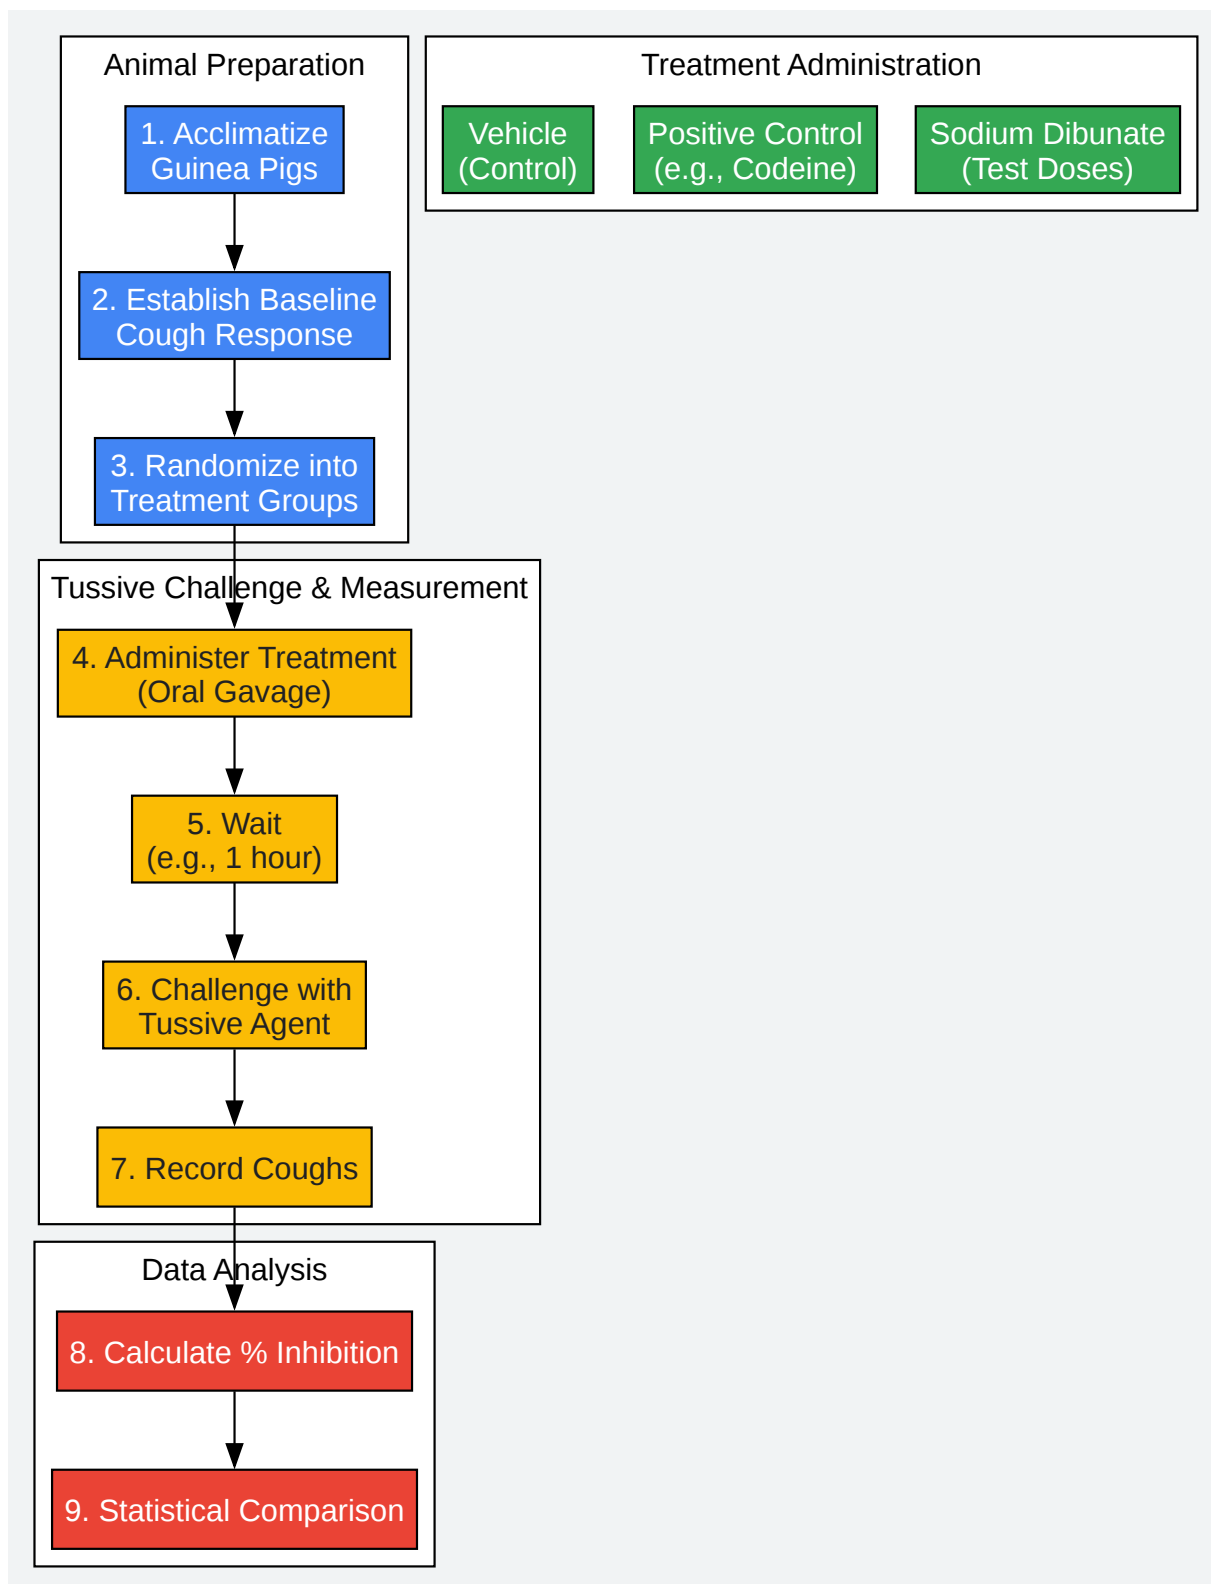 Animal Preparation
1. Acclimatize
Guinea Pigs
2. Establish Baseline
Cough Response
3. Randomize into
Treatment Groups
Treatment Administration
Vehicle
(Control)
Positive Control
(e.g., Codeine)
Sodium Dibunate
(Test Doses)
Tussive Challenge & Measurement
4. Administer Treatment
(Oral Gavage)
5. Wait
(e.g., 1 hour)
6. Challenge with
Tussive Agent
7. Record Coughs
Data Analysis
8. Calculate % Inhibition
9. Statistical Comparison